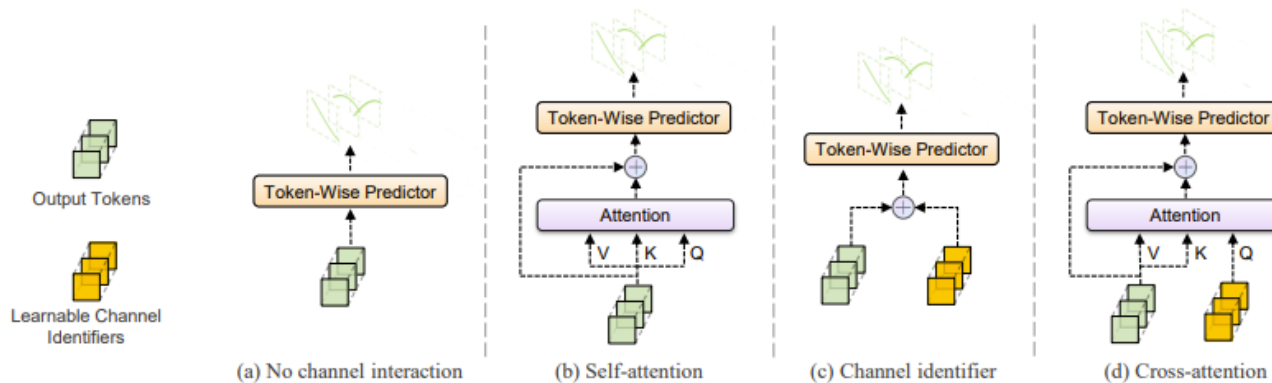 Output Tokens
Learnable Channel
Identifiers
Token-Wise Predictor
(a) No channel interaction
Token-Wise Predictor
Attention
V
K
Q
(b) Self-attention
Token-Wise Predictor
(c) Channel identifier
Token-Wise Predictor
Attention
V
K
Q
(d) Cross-attention